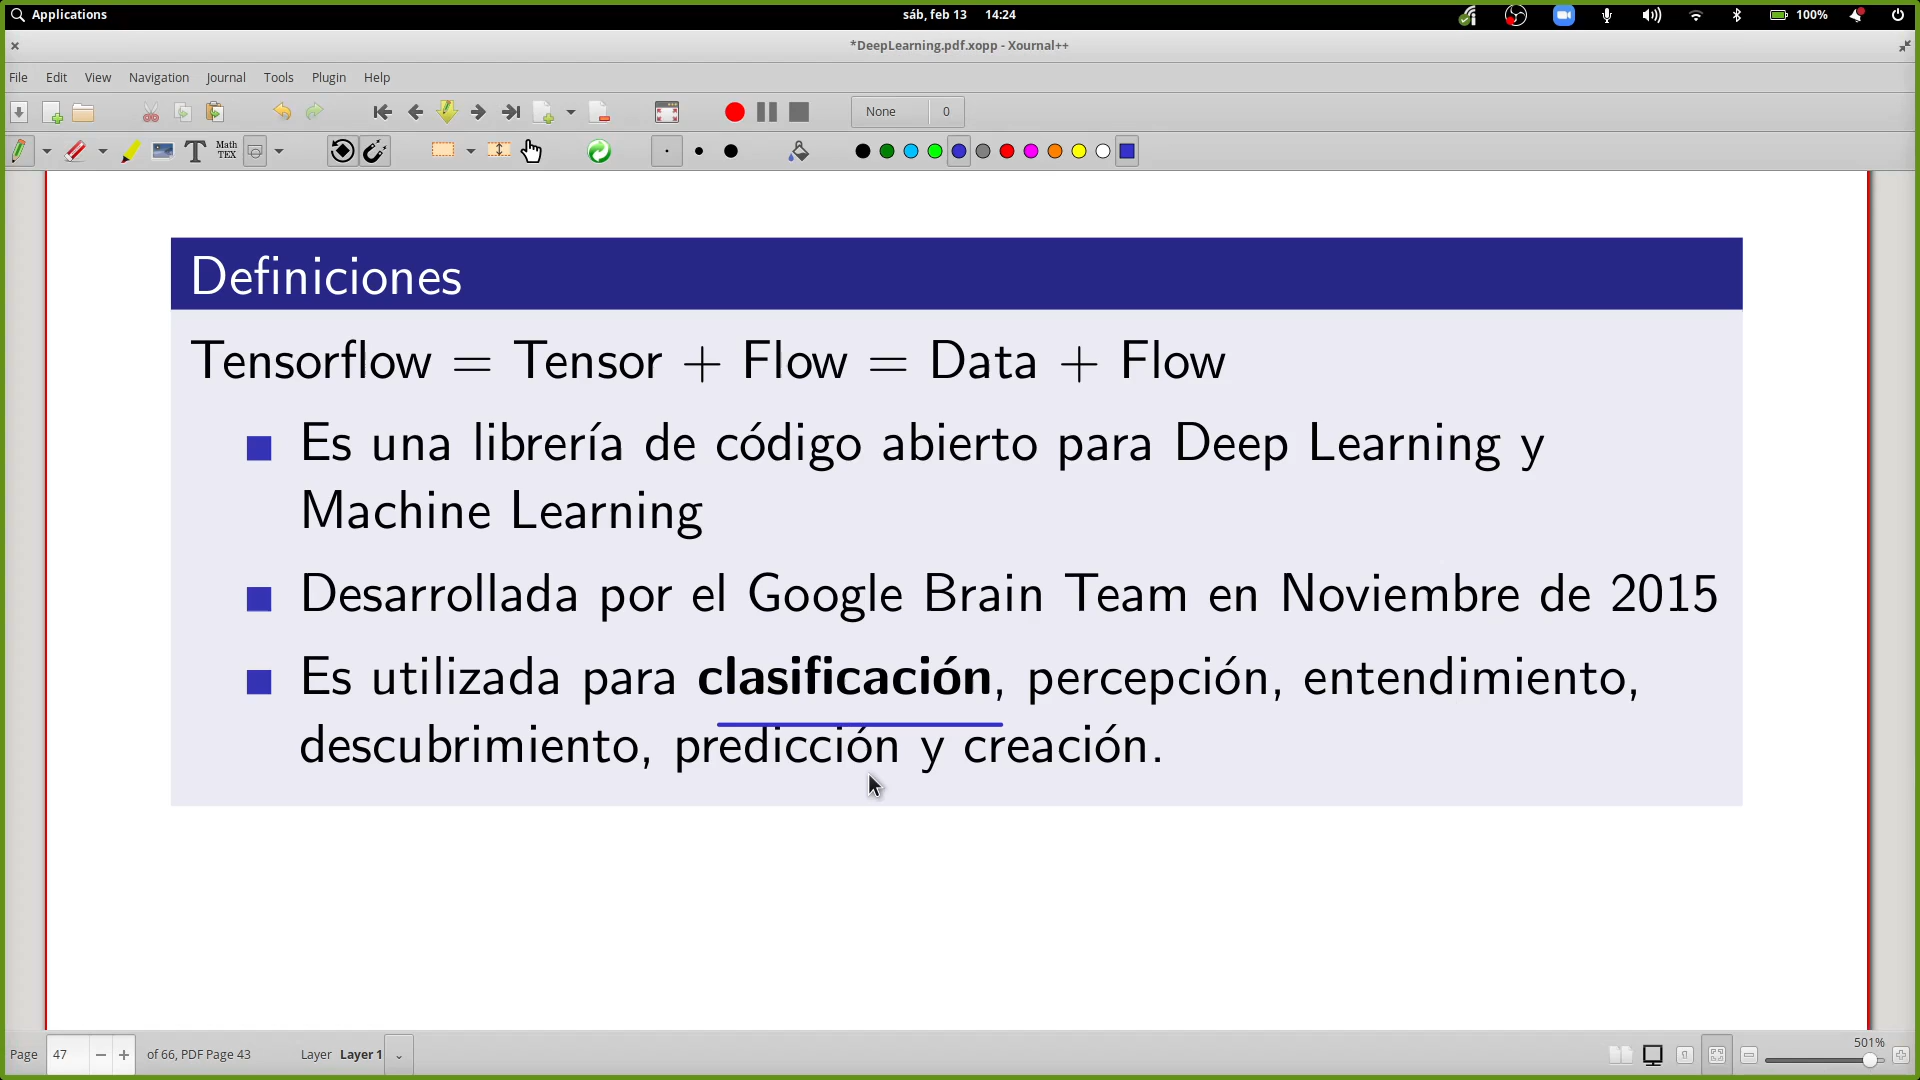 Applications
sáb, feb 13 14:24
100%
*DeepLearning.pdf.xopp - Xournal++
File Edit View Navigation Journal Tools Plugin Help
None 0
T Math TEX
Definiciones
Tensorflow = Tensor + Flow = Data + Flow
Es una librería de código abierto para Deep Learning y
Machine Learning
Desarrollada por el Google Brain Team en Noviembre de 2015
Es utilizada para clasificación, percepción, entendimiento,
descubrimiento, predicción y creación.
Page 47 of 66, PDF Page 43 Layer Layer 1
501%